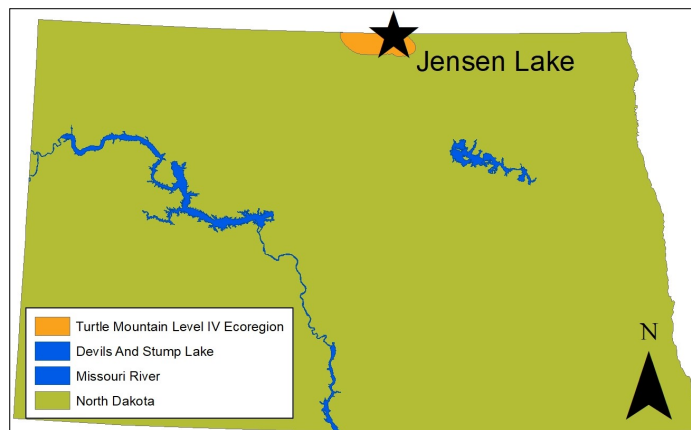 Jensen Lake
Turtle Mountain Level IV Ecoregion
Devils And Stump Lake
Missouri River
North Dakota
N